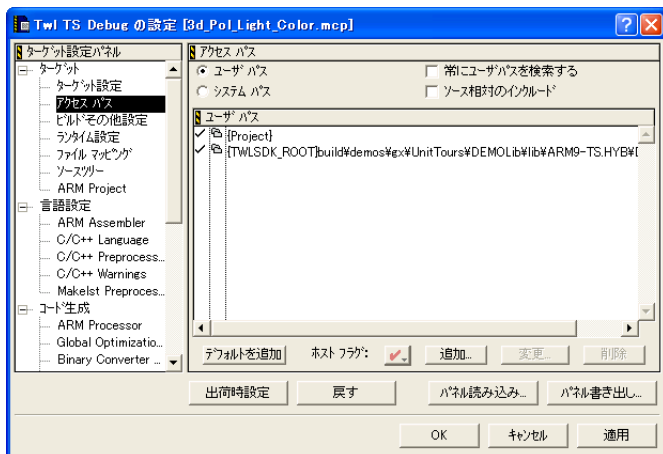 Twl TS Debug の設定 [3d_Pol_Light_Color.mcp]
ターゲット設定パネル
ターゲット
ターゲット設定
アクセス パス
ビルドその他設定
ランタイム設定
ファイル マッピング
ソースツリー
ARM Project
言語設定
ARM Assembler
C/C++ Language
C/C++ Preprocess...
C/C++ Warnings
Makelst Preproces...
コード生成
ARM Processor
Global Optimizatio...
Binary Converter ...
アクセス パス
ユーザ パス
常にユーザパスを検索する
システム パス
ソース相対のインクルード
ユーザ パス
{Project}
{TWLSDK_ROOT}build¥demos¥gx¥UnitTours¥DEMOLib¥lib¥ARM9-TS.HYB¥
デフォルトを追加
ホスト フラグ:
追加...
変更...
削除
出荷時設定
戻す
パネル読み込み...
パネル書き出し...
OK
キャンセル
適用